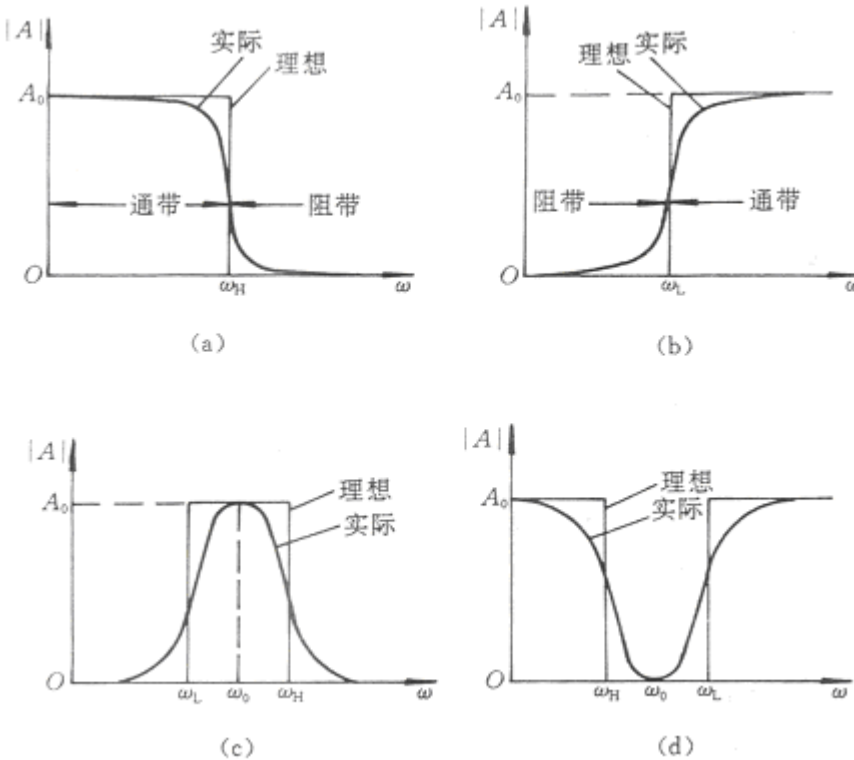 |A|
实际
理想
A₀
通带
阻带
O
ω_H
ω
(a)
|A|
理想
实际
A₀
阻带
通带
O
ω_L
ω
(b)
|A|
A₀
理想
实际
O
ω_L
ω₀
ω_H
ω
(c)
|A|
A₀
理想
实际
O
ω_H
ω₀
ω_L
ω
(d)